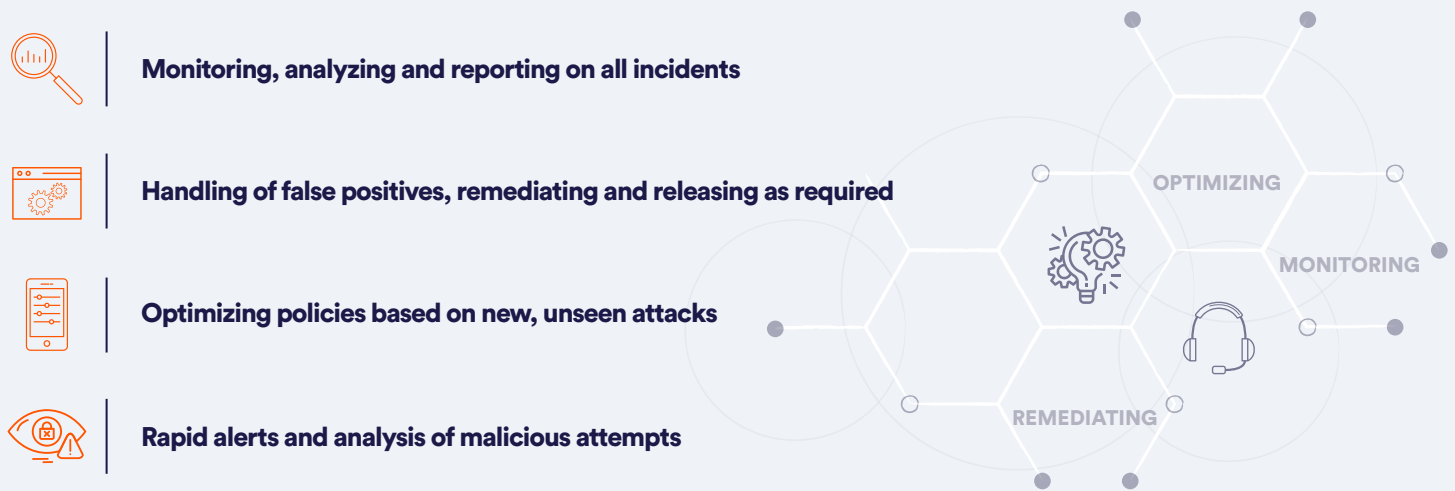 Monitoring, analyzing and reporting on all incidents
Handling of false positives, remediating and releasing as required
Optimizing policies based on new, unseen attacks
Rapid alerts and analysis of malicious attempts
OPTIMIZING
MONITORING
REMEDIATING